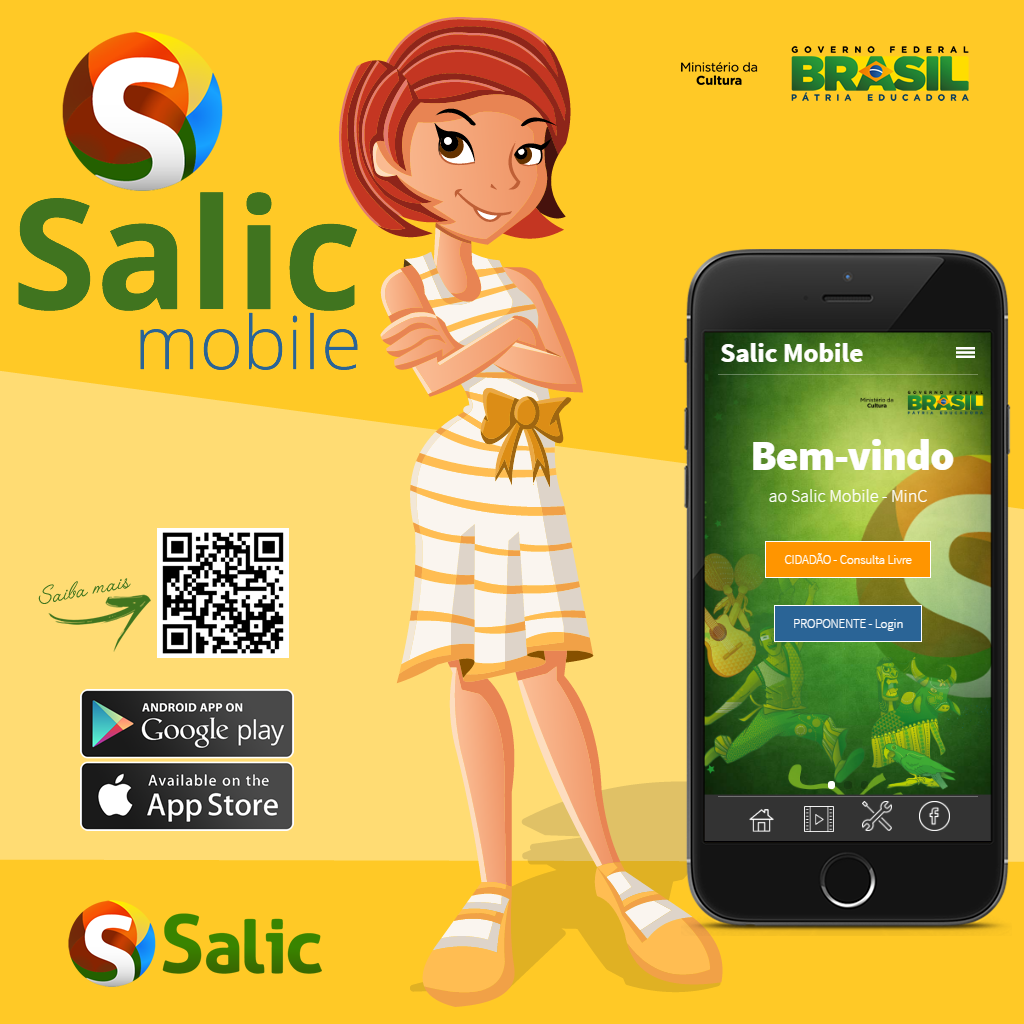 S
Salic
mobile
Ministério da
Cultura
GOVERNO FEDERAL
BRASIL
PÁTRIA EDUCADORA
Salic Mobile
Ministério da
Cultura
GOVERNO FEDERAL
BRASIL
PÁTRIA EDUCADORA
Bem-vindo
ao Salic Mobile - MinC
CIDADÃO - Consulta Livre
PROPONENTE - Login
Saiba mais
ANDROID APP ON
Google play
Available on the
App Store
S Salic